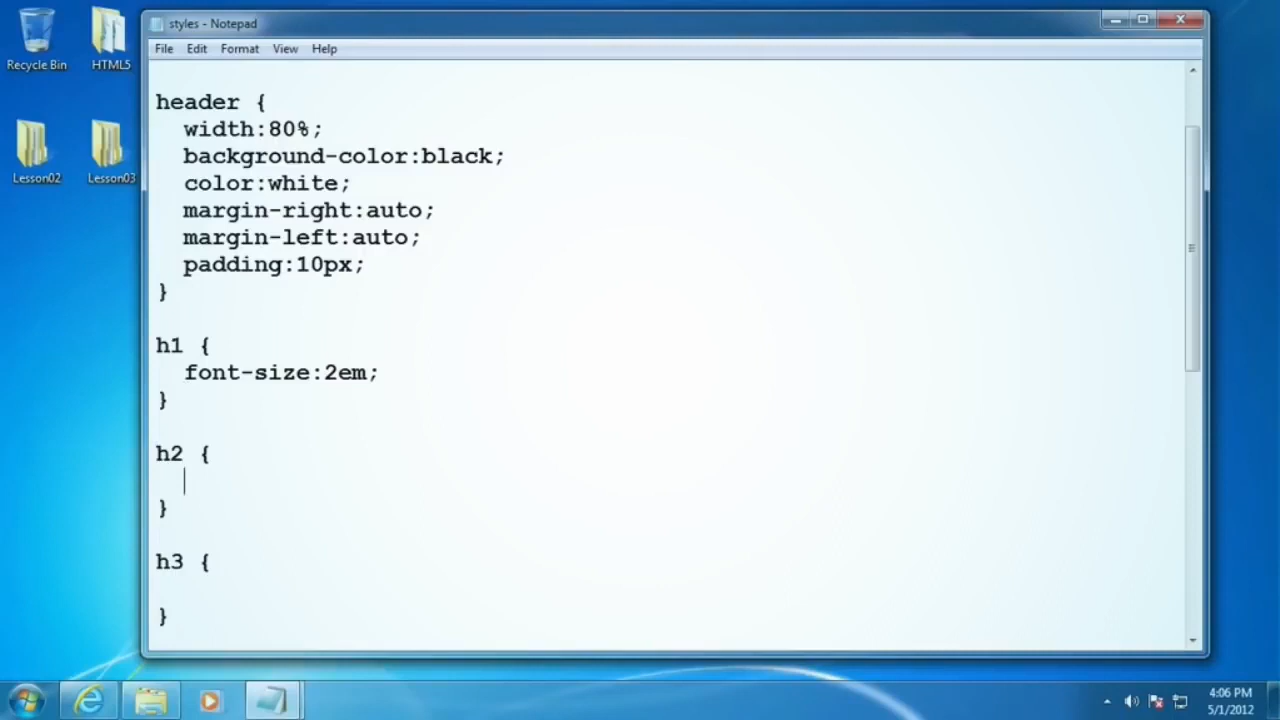 Recycle Bin
HTML5
Lesson02
Lesson03
styles - Notepad
File Edit Format View Help
header {
width:80%;
background-color:black;
color:white;
margin-right:auto;
margin-left:auto;
padding:10px;
}
h1 {
font-size:2em;
}
h2 {
}
h3 {
}
4:06 PM
5/1/2012